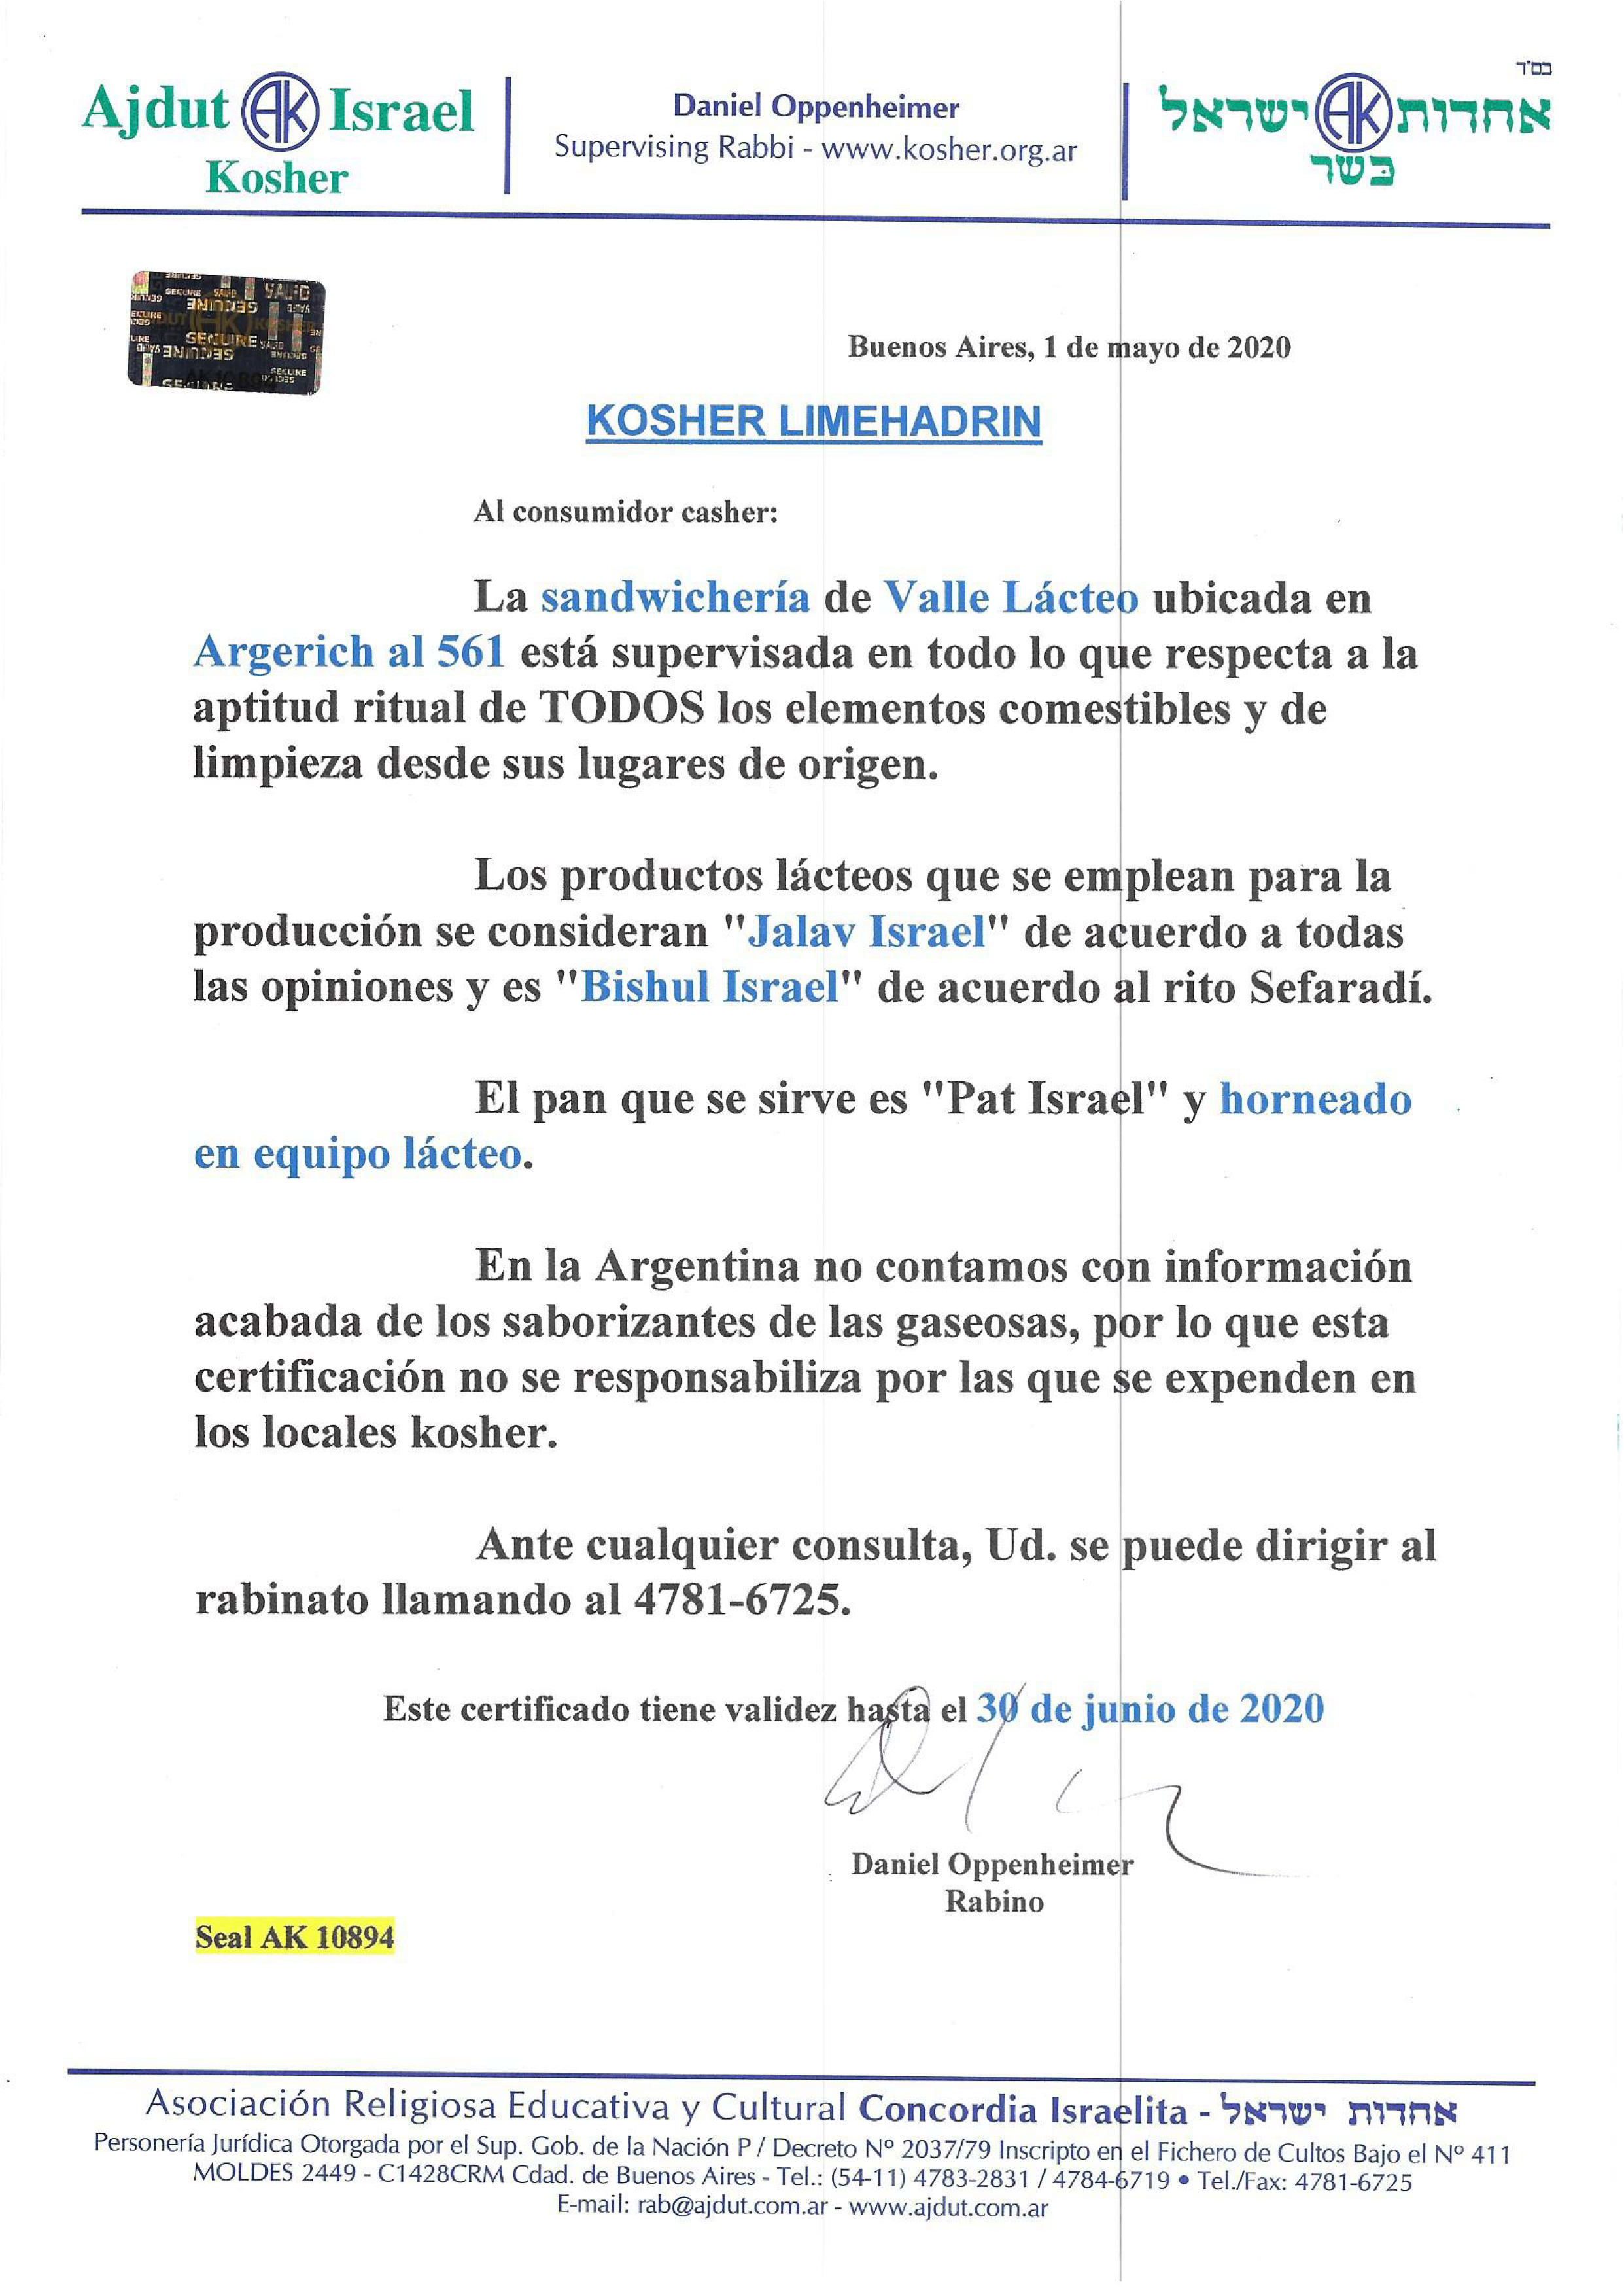 בס"ד
Ajdut AK Israel
Kosher
Daniel Oppenheimer
Supervising Rabbi - www.kosher.org.ar
אחדות AK ישראל
כשר
VALID
SECURE VALID
SECURE
SECURE
SECURE
SECURE
Buenos Aires, 1 de mayo de 2020
KOSHER LIMEHADRIN
Al consumidor casher:
La sandwichería de Valle Lácteo ubicada en
Argerich al 561 está supervisada en todo lo que respecta a la
aptitud ritual de TODOS los elementos comestibles y de
limpieza desde sus lugares de origen.
Los productos lácteos que se emplean para la
producción se consideran "Jalav Israel" de acuerdo a todas
las opiniones y es "Bishul Israel" de acuerdo al rito Sefaradí.
El pan que se sirve es "Pat Israel" y horneado
en equipo lácteo.
En la Argentina no contamos con información
acabada de los saborizantes de las gaseosas, por lo que esta
certificación no se responsabiliza por las que se expenden en
los locales kosher.
Ante cualquier consulta, Ud. se puede dirigir al
rabinato llamando al 4781-6725.
Este certificado tiene validez hasta el 30 de junio de 2020
Daniel Oppenheimer
Rabino
Seal AK 10894
Asociación Religiosa Educativa y Cultural Concordia Israelita - אחדות ישראל
Personería Jurídica Otorgada por el Sup. Gob. de la Nación P / Decreto Nº 2037/79 Inscripto en el Fichero de Cultos Bajo el Nº 411
MOLDES 2449 - C1428CRM Cdad. de Buenos Aires - Tel.: (54-11) 4783-2831 / 4784-6719 • Tel./Fax: 4781-6725
E-mail: rab@ajdut.com.ar - www.ajdut.com.ar